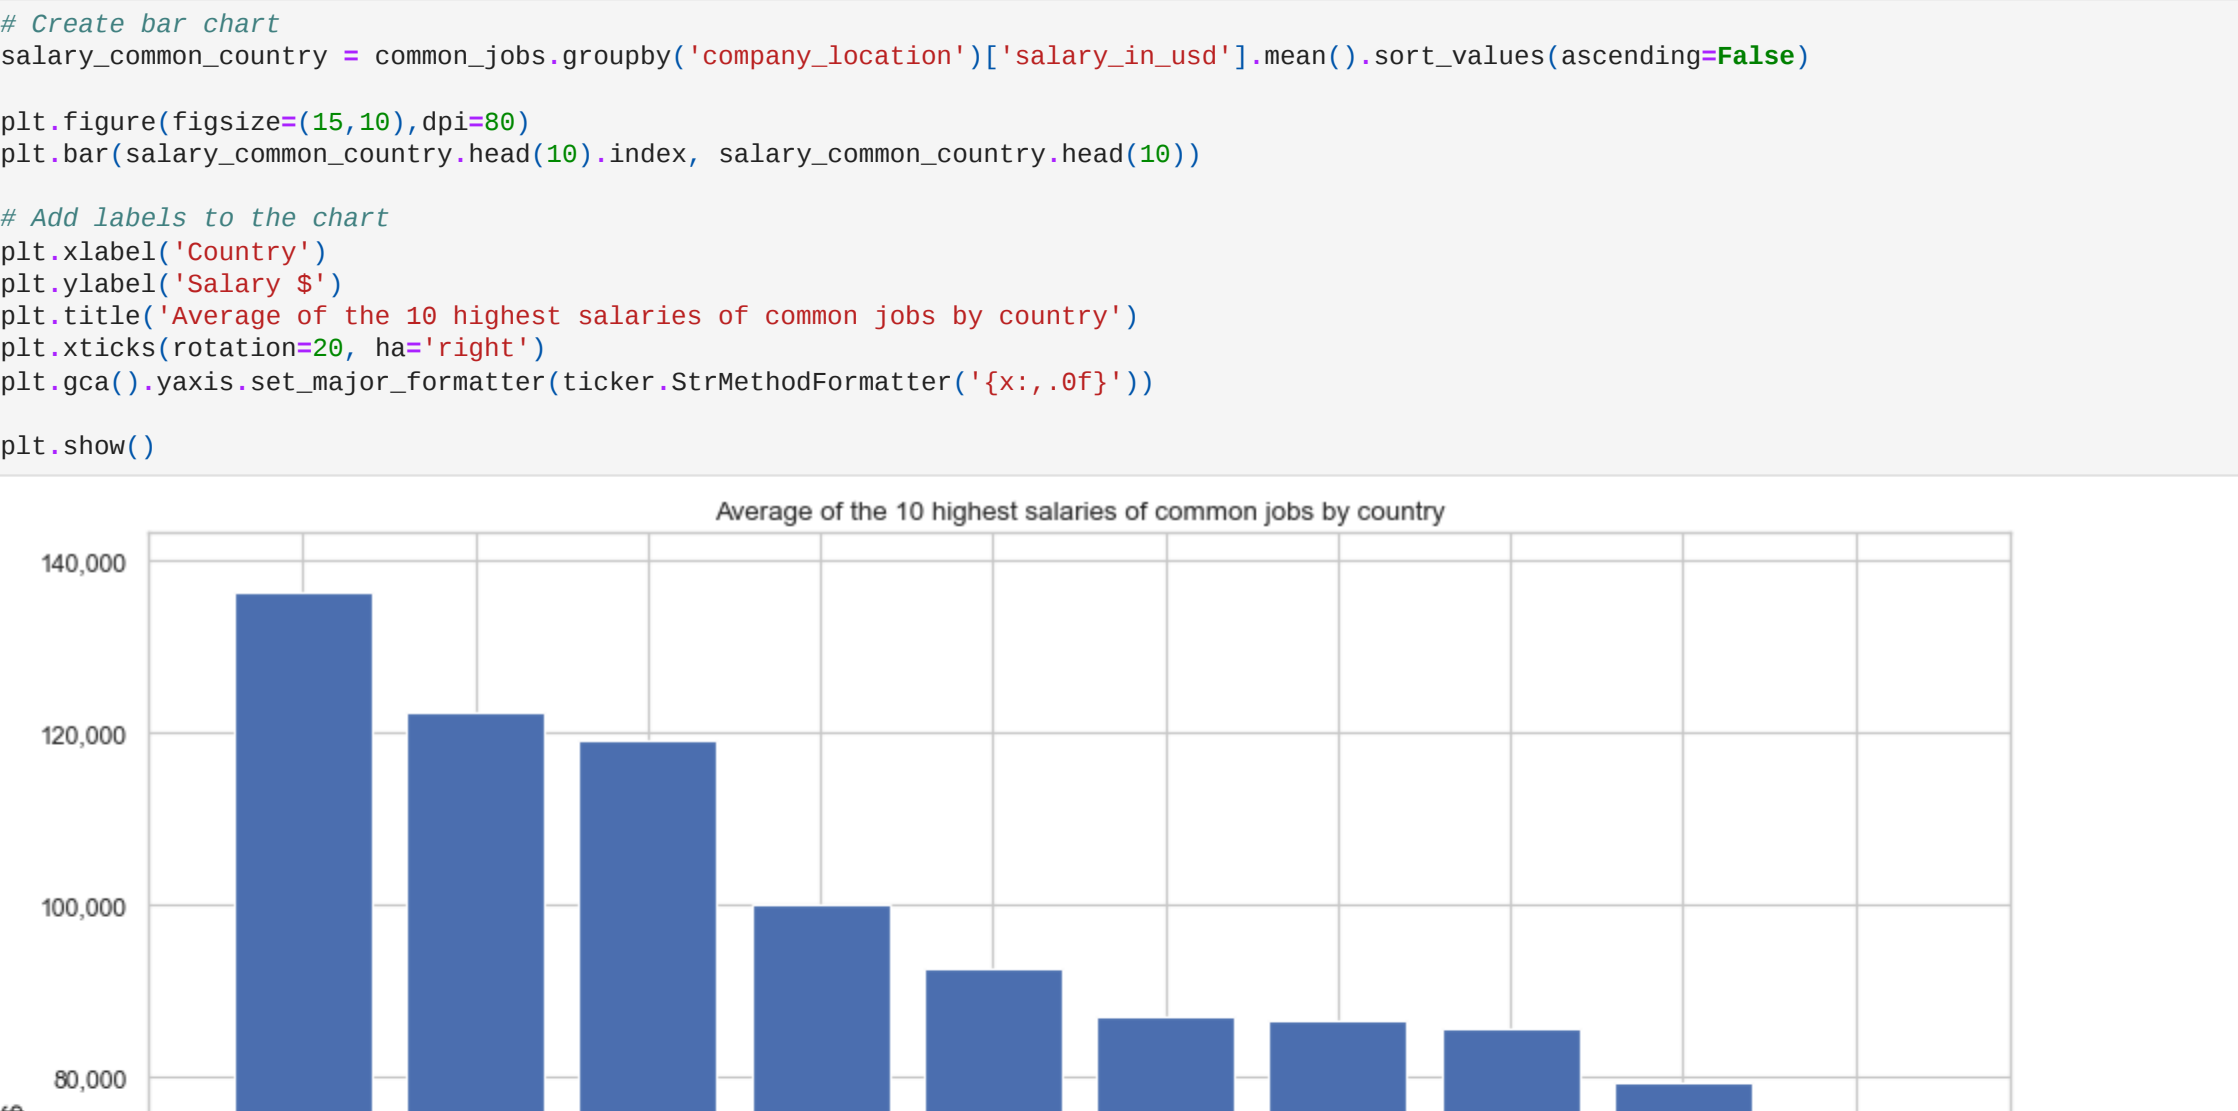 # Create bar chart
salary_common_country = common_jobs.groupby('company_location')['salary_in_usd'].mean().sort_values(ascending=False)
plt.figure(figsize=(15,10),dpi=80)
plt.bar(salary_common_country.head(10).index, salary_common_country.head(10))
# Add labels to the chart
plt.xlabel('Country')
plt.ylabel('Salary $')
plt.title('Average of the 10 highest salaries of common jobs by country')
plt.xticks(rotation=20, ha='right')
plt.gca().yaxis.set_major_formatter(ticker.StrMethodFormatter('{x:,.0f}'))
plt.show()
Average of the 10 highest salaries of common jobs by country
140,000
120,000
100,000
80,000